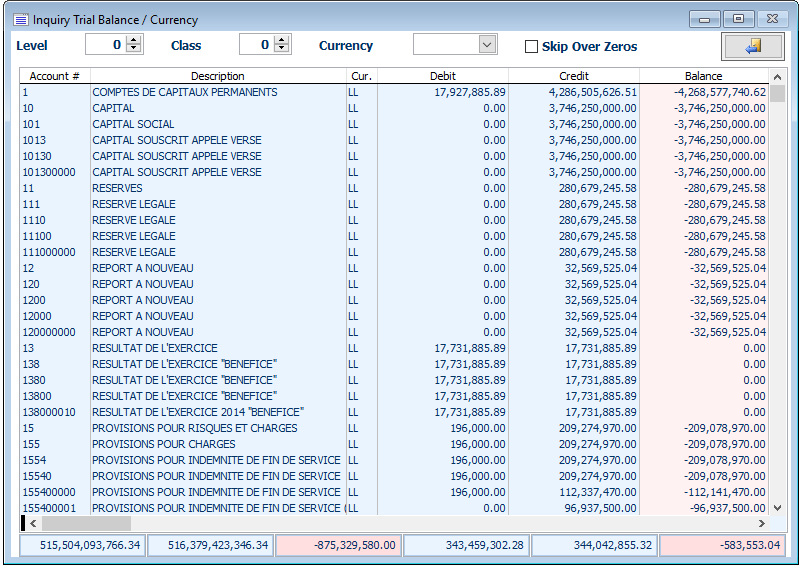 Inquiry Trial Balance / Currency
Level 0 Class 0 Currency Skip Over Zeros
Account # Description Cur. Debit Credit Balance
1 COMPTES DE CAPITAUX PERMANENTS LL 17,927,885.89 4,286,505,626.51 -4,268,577,740.62
10 CAPITAL LL 0.00 3,746,250,000.00 -3,746,250,000.00
101 CAPITAL SOCIAL LL 0.00 3,746,250,000.00 -3,746,250,000.00
1013 CAPITAL SOUSCRIT APPELE VERSE LL 0.00 3,746,250,000.00 -3,746,250,000.00
10130 CAPITAL SOUSCRIT APPELE VERSE LL 0.00 3,746,250,000.00 -3,746,250,000.00
101300000 CAPITAL SOUSCRIT APPELE VERSE LL 0.00 3,746,250,000.00 -3,746,250,000.00
11 RESERVES LL 0.00 280,679,245.58 -280,679,245.58
111 RESERVE LEGALE LL 0.00 280,679,245.58 -280,679,245.58
1110 RESERVE LEGALE LL 0.00 280,679,245.58 -280,679,245.58
11100 RESERVE LEGALE LL 0.00 280,679,245.58 -280,679,245.58
111000000 RESERVE LEGALE LL 0.00 280,679,245.58 -280,679,245.58
12 REPORT A NOUVEAU LL 0.00 32,569,525.04 -32,569,525.04
120 REPORT A NOUVEAU LL 0.00 32,569,525.04 -32,569,525.04
1200 REPORT A NOUVEAU LL 0.00 32,569,525.04 -32,569,525.04
12000 REPORT A NOUVEAU LL 0.00 32,569,525.04 -32,569,525.04
120000000 REPORT A NOUVEAU LL 0.00 32,569,525.04 -32,569,525.04
13 RESULTAT DE L'EXERCICE LL 17,731,885.89 17,731,885.89 0.00
138 RESULTAT DE L'EXERCICE "BENEFICE" LL 17,731,885.89 17,731,885.89 0.00
1380 RESULTAT DE L'EXERCICE "BENEFICE" LL 17,731,885.89 17,731,885.89 0.00
13800 RESULTAT DE L'EXERCICE "BENEFICE" LL 17,731,885.89 17,731,885.89 0.00
138000010 RESULTAT DE L'EXERCICE 2014 "BENEFICE" LL 17,731,885.89 17,731,885.89 0.00
15 PROVISIONS POUR RISQUES ET CHARGES LL 196,000.00 209,274,970.00 -209,078,970.00
155 PROVISIONS POUR CHARGES LL 196,000.00 209,274,970.00 -209,078,970.00
1554 PROVISIONS POUR INDEMNITE DE FIN DE SERVICE LL 196,000.00 209,274,970.00 -209,078,970.00
15540 PROVISIONS POUR INDEMNITE DE FIN DE SERVICE LL 196,000.00 209,274,970.00 -209,078,970.00
155400000 PROVISIONS POUR INDEMNITE DE FIN DE SERVICE LL 196,000.00 112,337,470.00 -112,141,470.00
155400001 PROVISIONS POUR INDEMNITE DE FIN DE SERVICE ( LL 0.00 96,937,500.00 -96,937,500.00
515,504,093,766.34 516,379,423,346.34 -875,329,580.00 343,459,302.28 344,042,855.32 -583,553.04